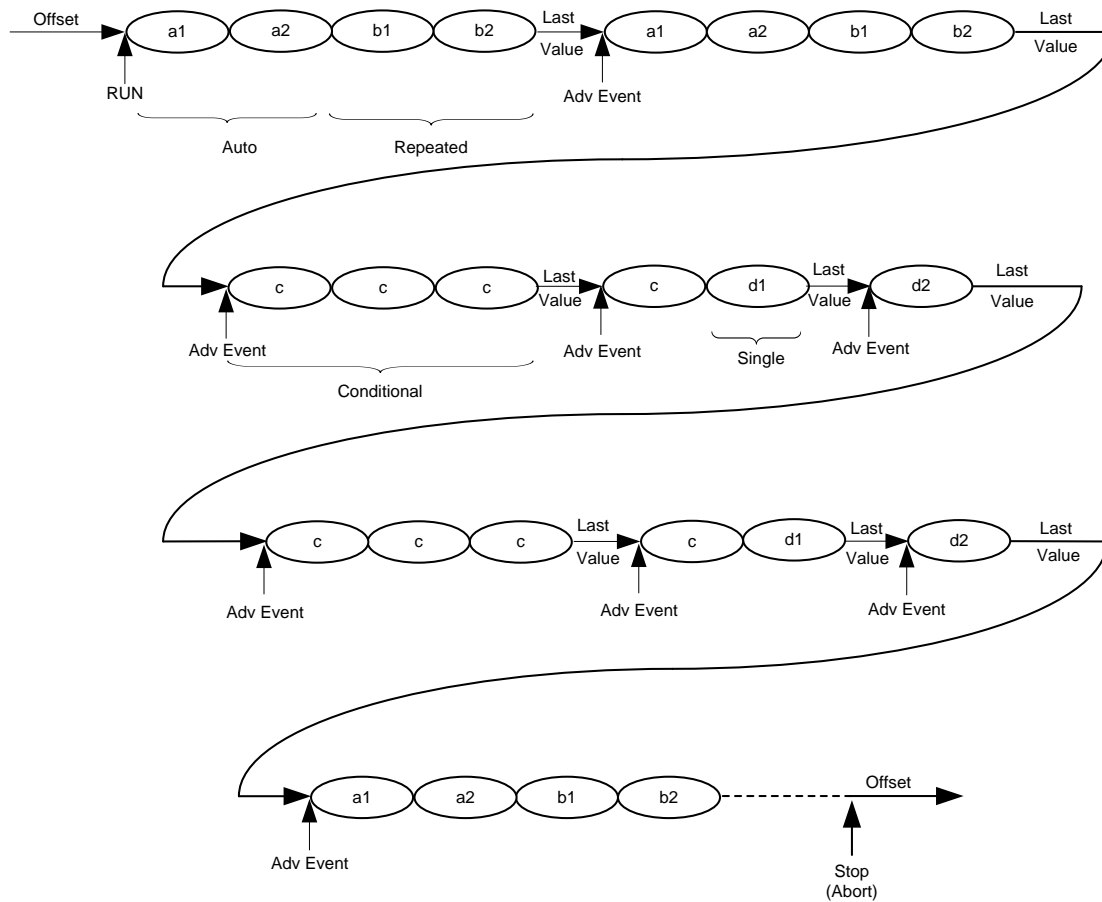 Offset
a1 a2 b1 b2
Last
Value
a1 a2 b1 b2
Last
Value
RUN
Adv Event
Auto
Repeated
c c c
Last
Value
c d1
Last
Value
d2
Last
Value
Adv Event
Adv Event
Single
Adv Event
Conditional
c c c
Last
Value
c d1
Last
Value
d2
Last
Value
Adv Event
Adv Event
Adv Event
a1 a2 b1 b2
Offset
Adv Event
Stop
(Abort)